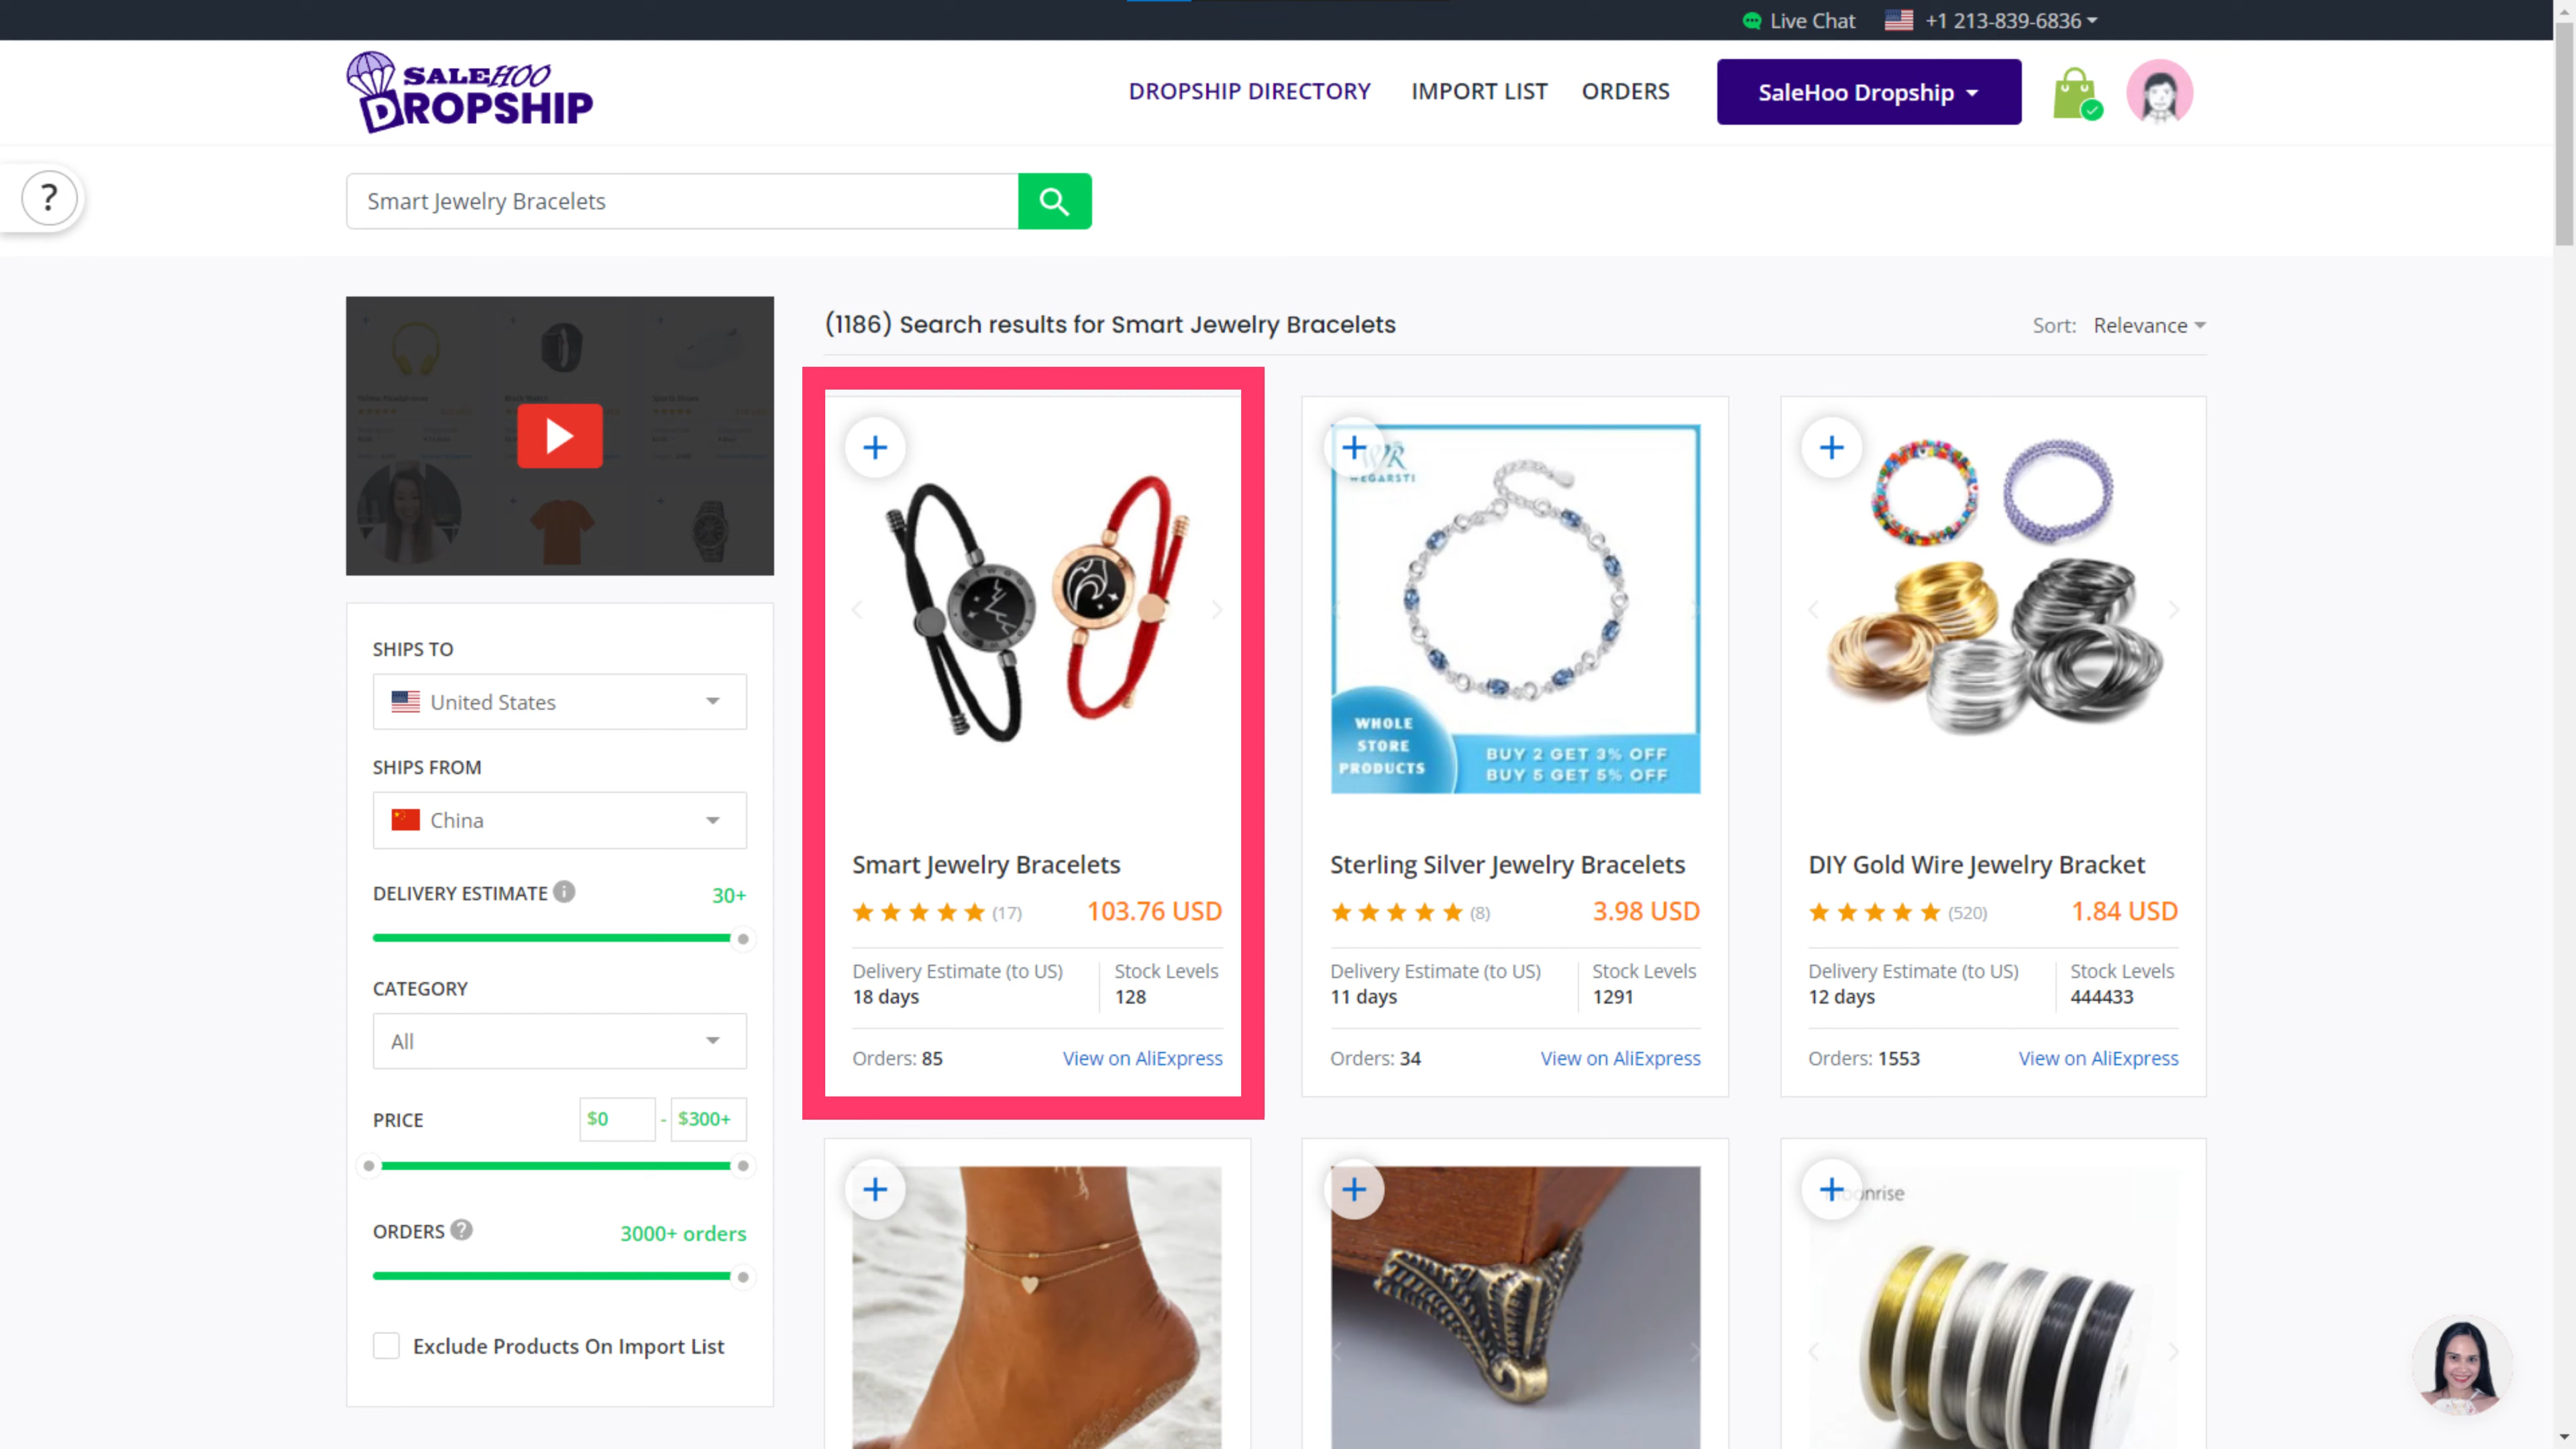 Live Chat
+1 213-839-6836
SALEHOO
DROPSHIP
DROPSHIP DIRECTORY
IMPORT LIST
ORDERS
SaleHoo Dropship
?
Smart Jewelry Bracelets
(1186) Search results for Smart Jewelry Bracelets
Sort: Relevance
SHIPS TO
United States
SHIPS FROM
China
DELIVERY ESTIMATE
30+
CATEGORY
All
PRICE
$0 - $300+
ORDERS
3000+ orders
Exclude Products On Import List
Smart Jewelry Bracelets
(17)
103.76 USD
Delivery Estimate (to US)
18 days
Stock Levels
128
Orders: 85
View on AliExpress
WR
WEGARSTI
WHOLE
STORE
PRODUCTS
BUY 2 GET 3% OFF
BUY 5 GET 5% OFF
Sterling Silver Jewelry Bracelets
(8)
3.98 USD
Delivery Estimate (to US)
11 days
Stock Levels
1291
Orders: 34
View on AliExpress
DIY Gold Wire Jewelry Bracket
(520)
1.84 USD
Delivery Estimate (to US)
12 days
Stock Levels
444433
Orders: 1553
View on AliExpress